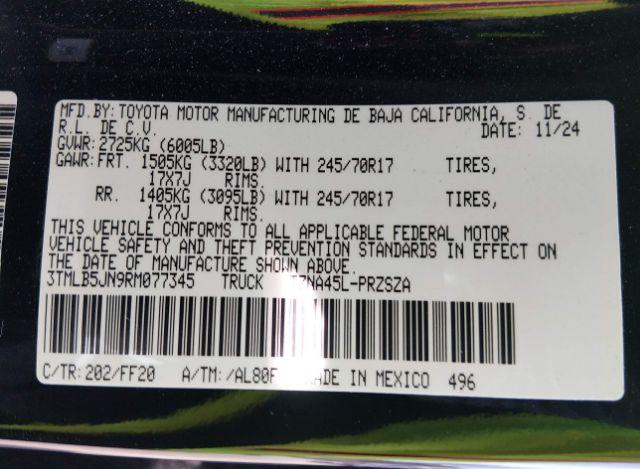 MFD.BY: TOYOTA MOTOR MANUFACTURING DE BAJA CALIFORNIA, S. DE
R.L. DE C.V. DATE: 11/24
GVWR: 2725KG (6005LB)
GAWR: FRT. 1505KG (3320LB) WITH 245/70R17 TIRES,
17X7J RIMS.
RR. 1405KG (3095LB) WITH 245/70R17 TIRES,
17X7J RIMS.
THIS VEHICLE CONFORMS TO ALL APPLICABLE FEDERAL MOTOR
VEHICLE SAFETY AND THEFT PREVENTION STANDARDS IN EFFECT ON
THE DATE OF MANUFACTURE SHOWN ABOVE.
3TMLB5JN9RM077345 TRUCK
C/TR: 202/FF20 A/TM: IN MEXICO 496